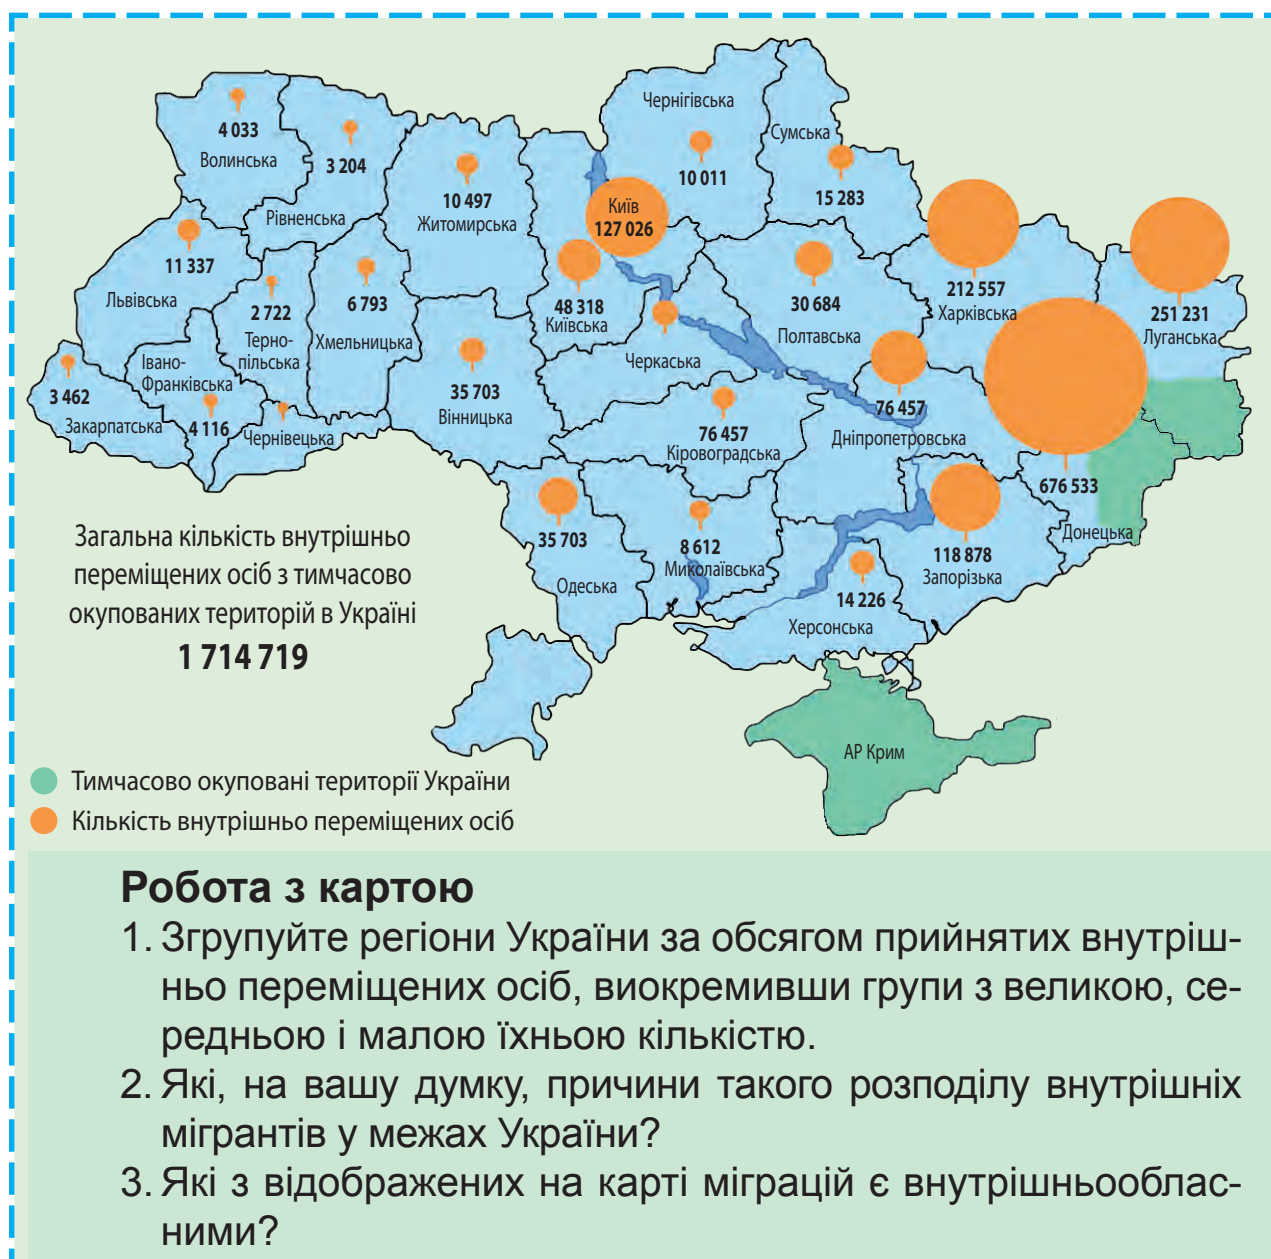 4 033
Волинська
3 204
Рівненська
10 497
Житомирська
Чернігівська
10 011
Сумська
15 283
Київ
127 026
11 337
Львівська
2 722
Терно-
пільська
6 793
Хмельницька
48 318
Київська
30 684
Полтавська
212 557
Харківська
251 231
Луганська
3 462
Закарпатська
Івано-
Франківська
4 116
Чернівецька
35 703
Вінницька
Черкаська
76 457
Кіровоградська
76 457
Дніпропетровська
676 533
Донецька
35 703
Одеська
8 612
Миколаївська
118 878
Запорізька
14 226
Херсонська
АР Крим
Загальна кількість внутрішньо
переміщених осіб з тимчасово
окупованих територій в Україні
1 714 719
Тимчасово окуповані території України
Кількість внутрішньо переміщених осіб
Робота з картою
1. Згрупуйте регіони України за обсягом прийнятих внутріш-
ньо переміщених осіб, виокремивши групи з великою, се-
редньою і малою їхньою кількістю.
2. Які, на вашу думку, причини такого розподілу внутрішніх
мігрантів у межах України?
3. Які з відображених на карті міграцій є внутрішньооблас-
ними?